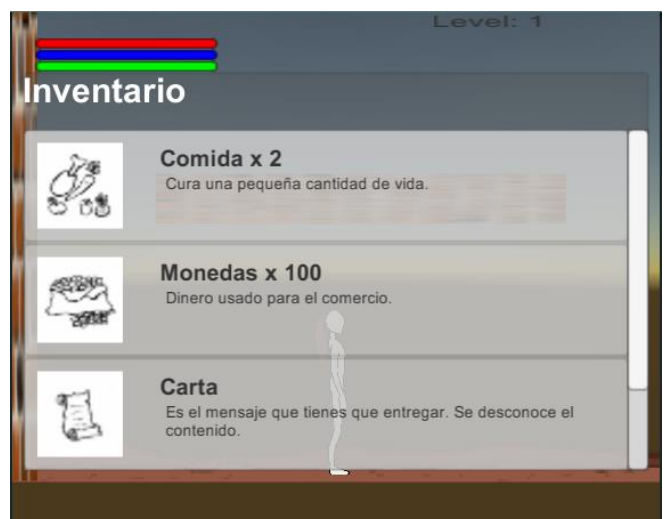 Level: 1
Inventario
Comida x 2
Cura una pequeña cantidad de vida.
Monedas x 100
Dinero usado para el comercio.
Carta
Es el mensaje que tienes que entregar. Se desconoce el
contenido.